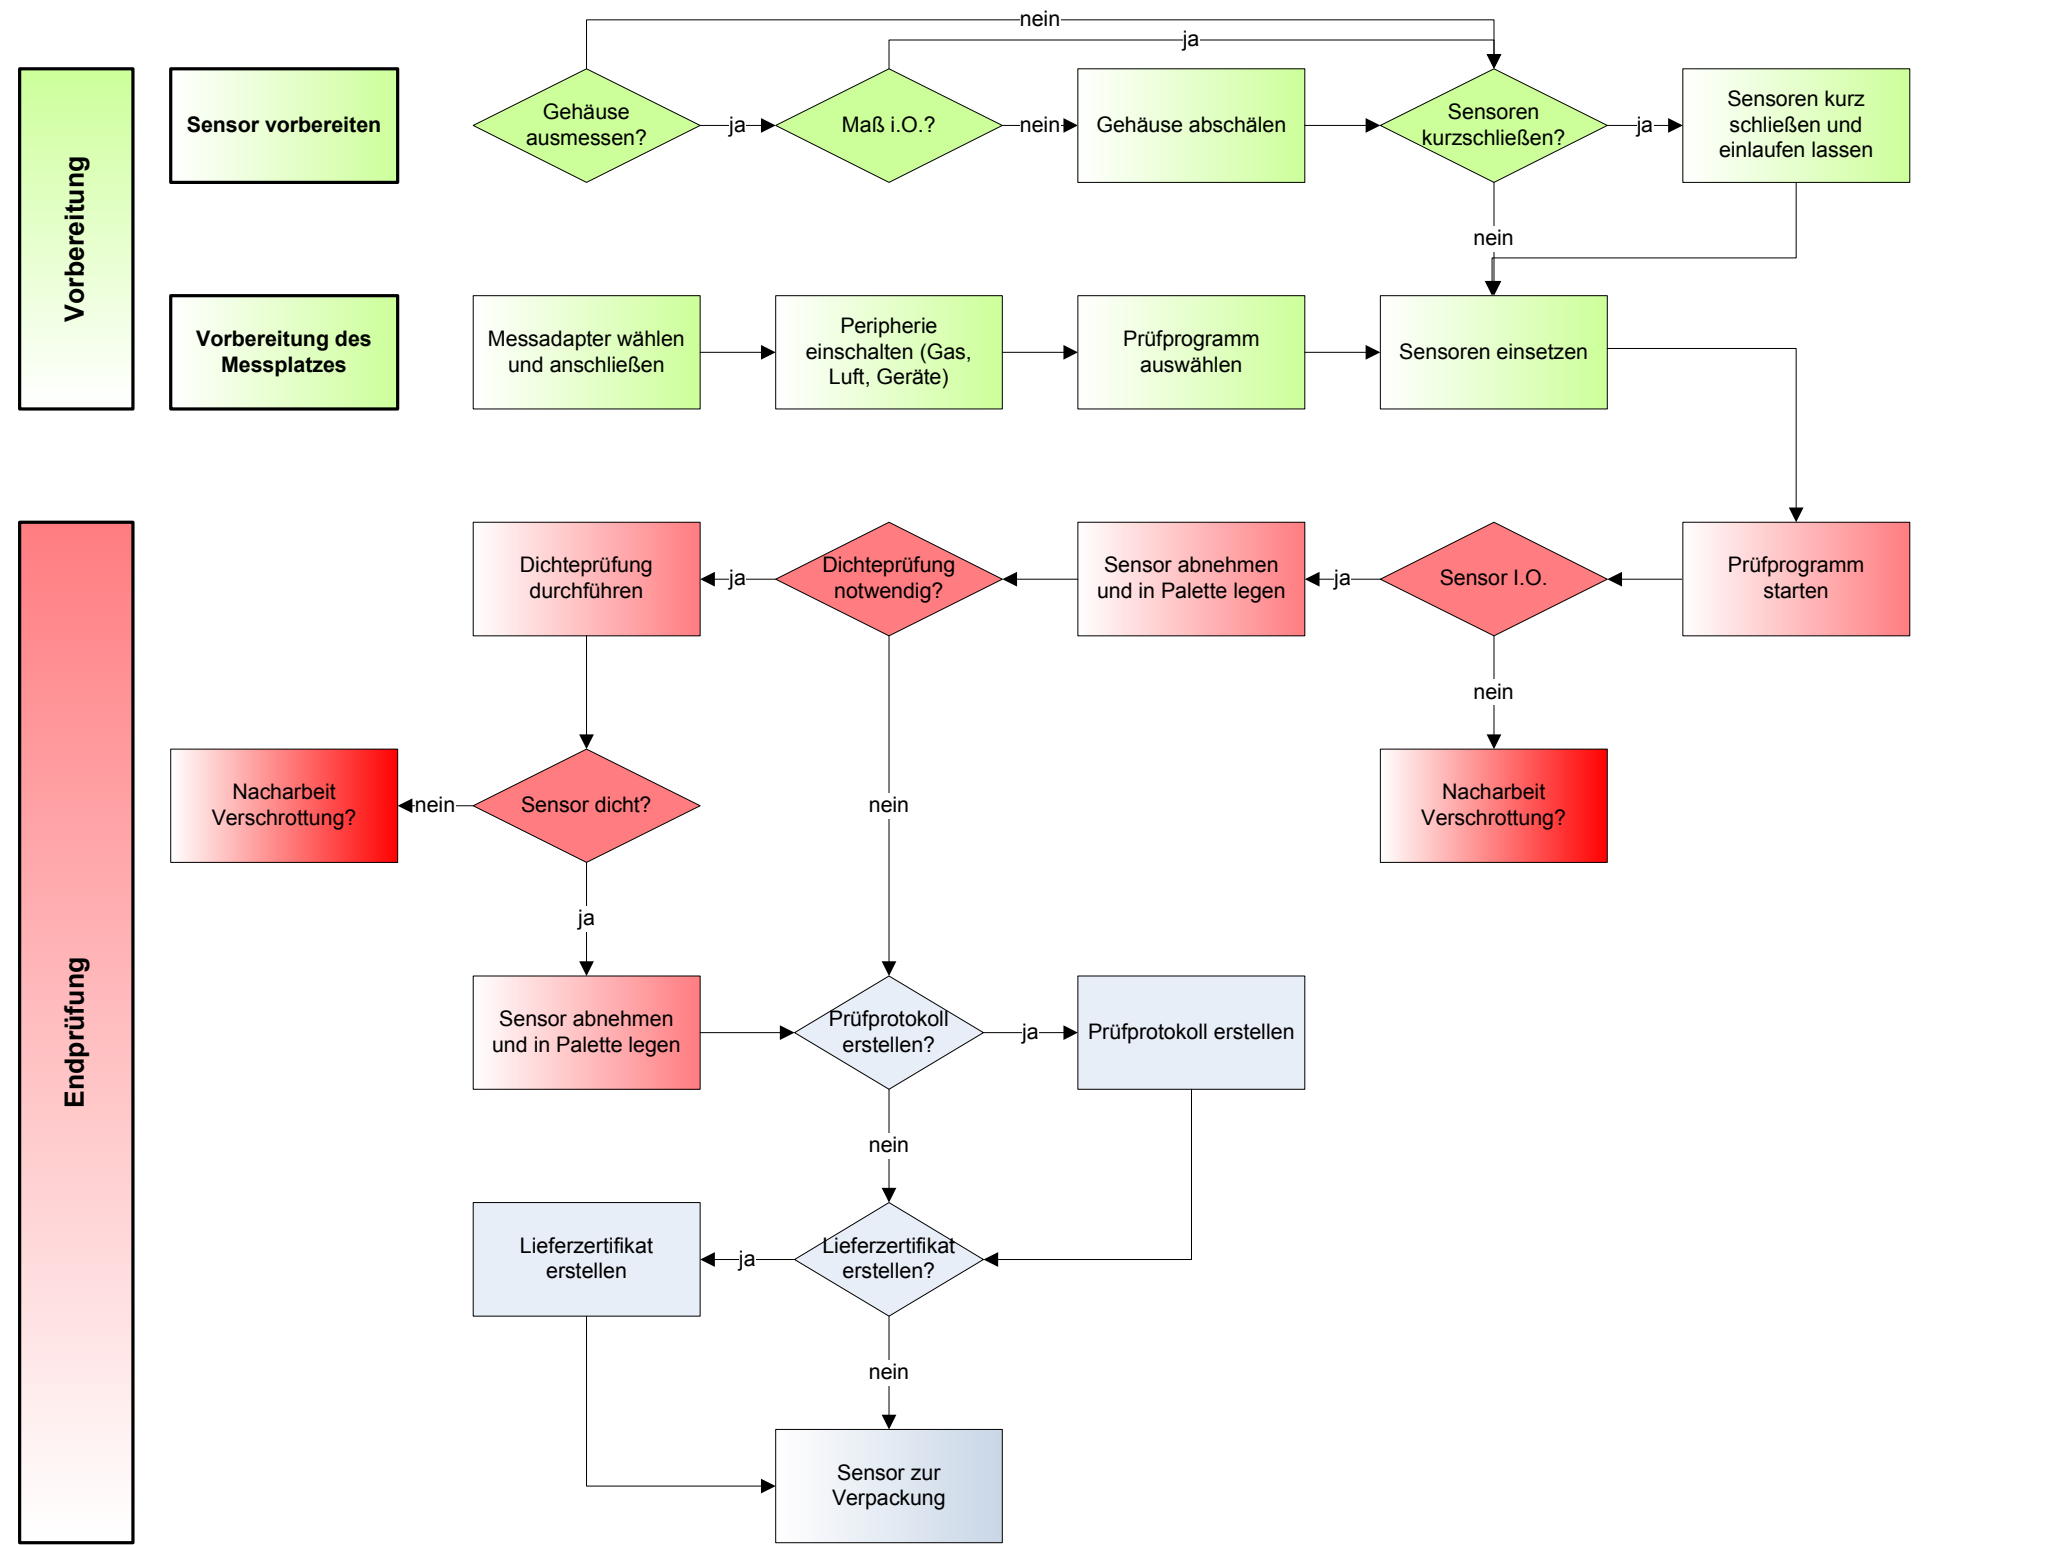 nein
ja
Vorbereitung
Sensor vorbereiten
Gehäuse
ausmessen?
ja
Maß i.O.?
nein
Gehäuse abschälen
Sensoren
kurzschließen?
ja
Sensoren kurz
schließen und
einlaufen lassen
nein
Vorbereitung des
Messplatzes
Messadapter wählen
und anschließen
Peripherie
einschalten (Gas,
Luft, Geräte)
Prüfprogramm
auswählen
Sensoren einsetzen
Endprüfung
Dichteprüfung
durchführen
ja
Dichteprüfung
notwendig?
Sensor abnehmen
und in Palette legen
ja
Sensor I.O.
Prüfprogramm
starten
nein
Nacharbeit
Verschrottung?
nein
Sensor dicht?
nein
Nacharbeit
Verschrottung?
ja
Sensor abnehmen
und in Palette legen
Prüfprotokoll
erstellen?
ja
Prüfprotokoll erstellen
nein
Lieferzertifikat
erstellen
ja
Lieferzertifikat
erstellen?
nein
Sensor zur
Verpackung